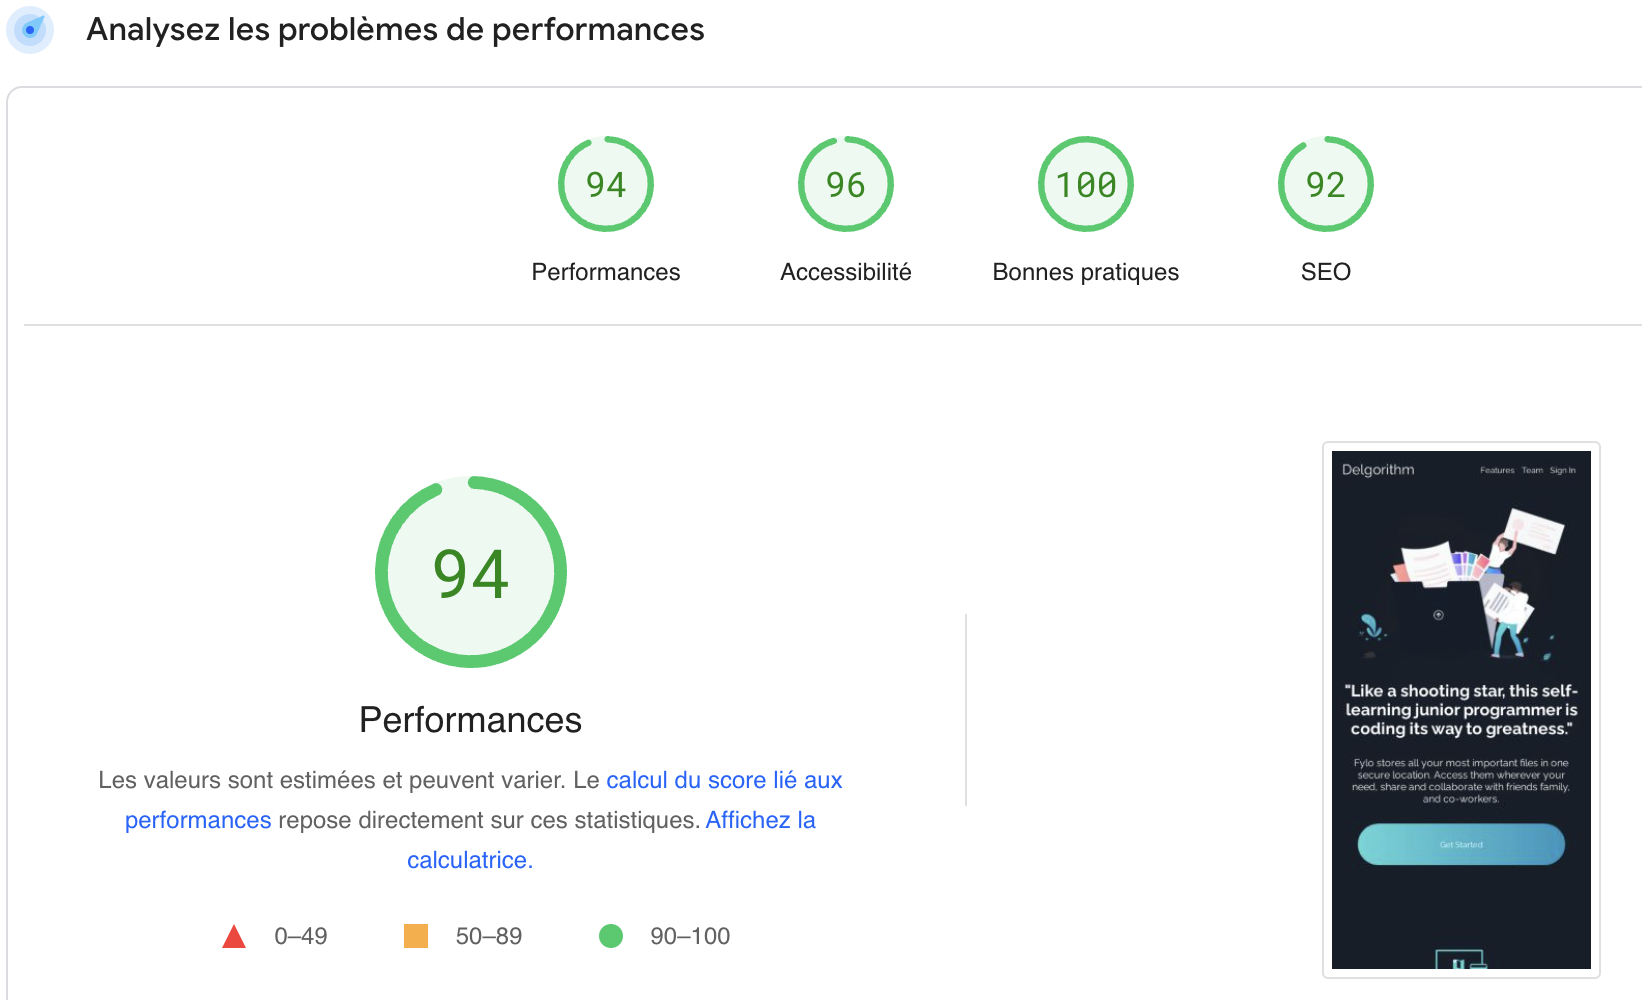 Analysez les problèmes de performances
94
96
100
92
Performances
Accessibilité
Bonnes pratiques
SEO
94
Performances
Les valeurs sont estimées et peuvent varier. Le calcul du score lié aux
performances repose directement sur ces statistiques. Affichez la
calculatrice.
0–49
50–89
90–100
Delgorithm
Features Team Sign In
"Like a shooting star, this self-
learning junior programmer is
coding its way to greatness."
Fylo stores all your most important files in one
secure location. Access them wherever your
need, share and collaborate with friends family,
and co-workers.
Get Started